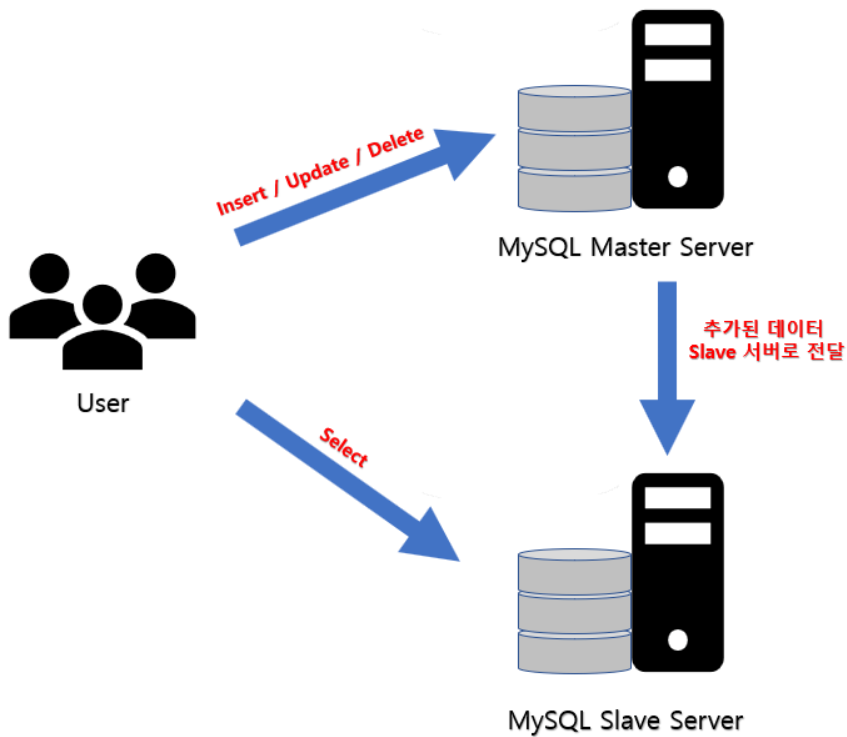 Insert / Update / Delete
MySQL Master Server
추가된 데이터
Slave 서버로 전달
User
Select
MySQL Slave Server